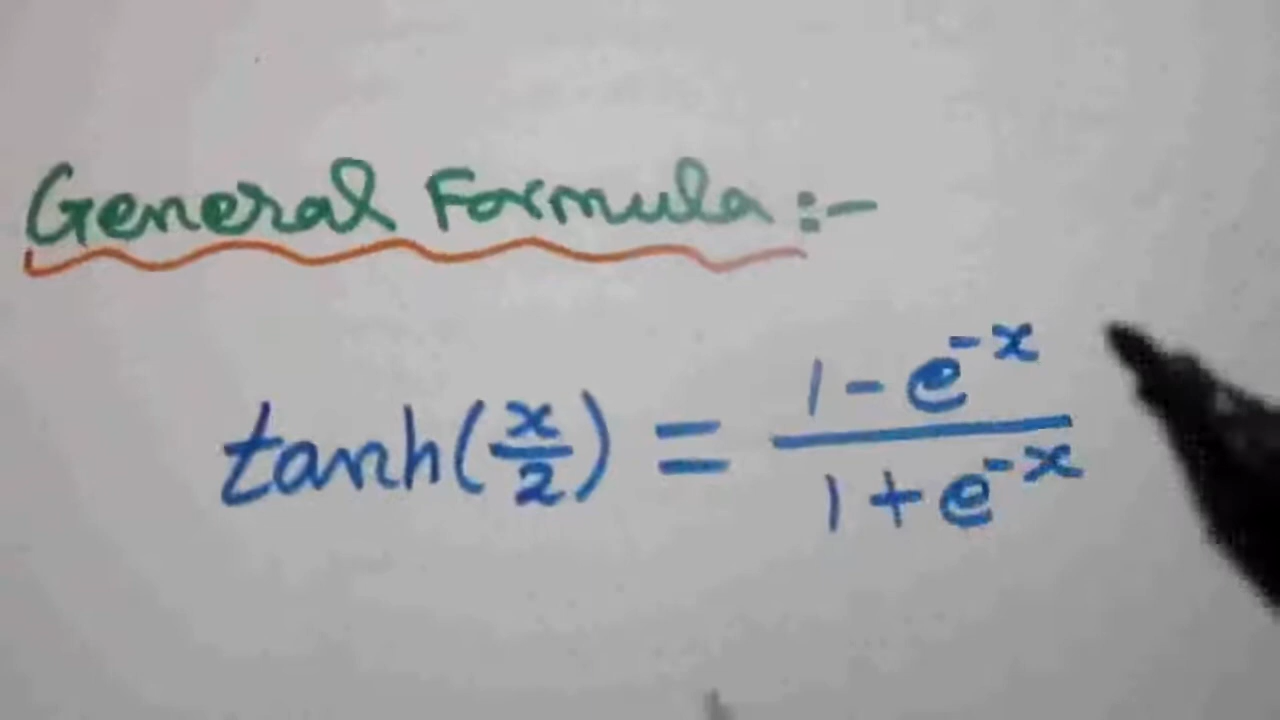 General Formula :-
tanh(x/2) = (1 - e^-x)/(1 + e^-x)